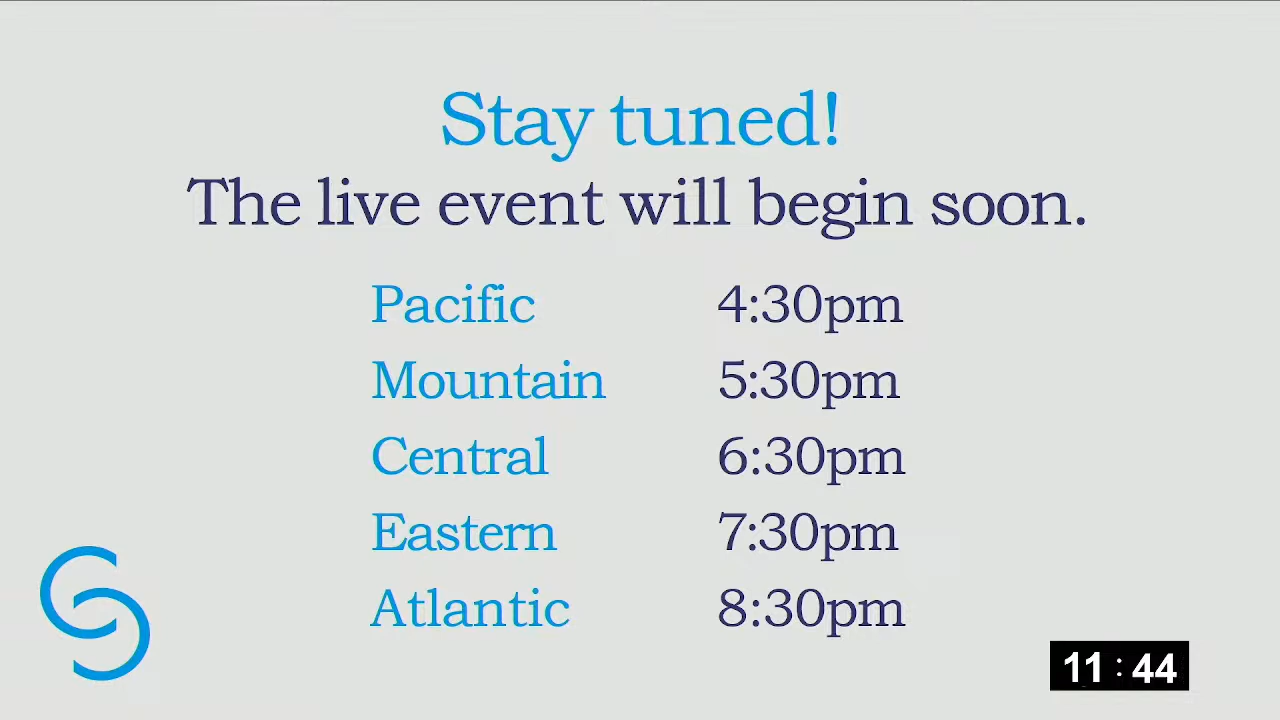 Stay tuned!
The live event will begin soon.
Pacific 4:30pm
Mountain 5:30pm
Central 6:30pm
Eastern 7:30pm
Atlantic 8:30pm
11:44